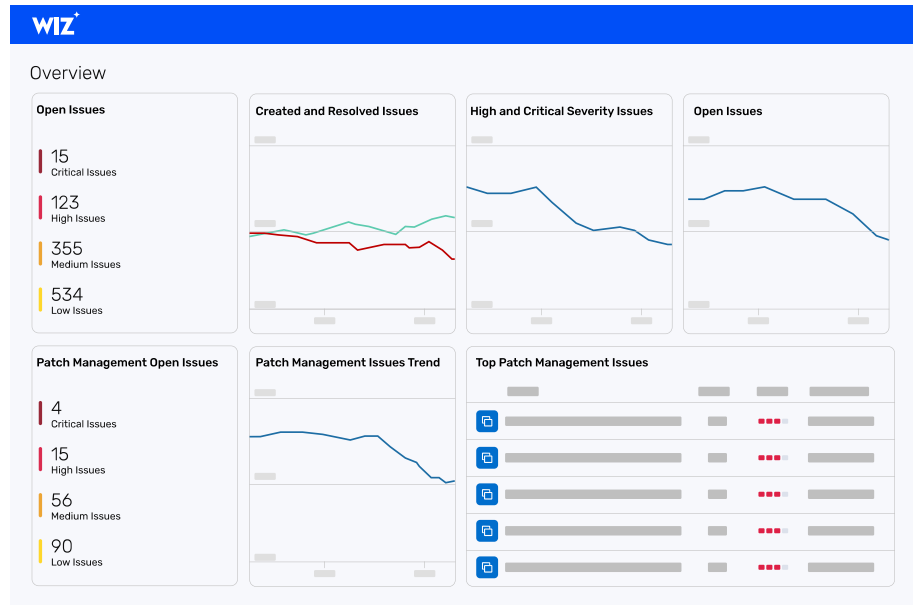 WIZ
Overview
Open Issues
15
Critical Issues
123
High Issues
355
Medium Issues
534
Low Issues
Created and Resolved Issues
High and Critical Severity Issues
Open Issues
Patch Management Open Issues
4
Critical Issues
15
High Issues
56
Medium Issues
90
Low Issues
Patch Management Issues Trend
Top Patch Management Issues